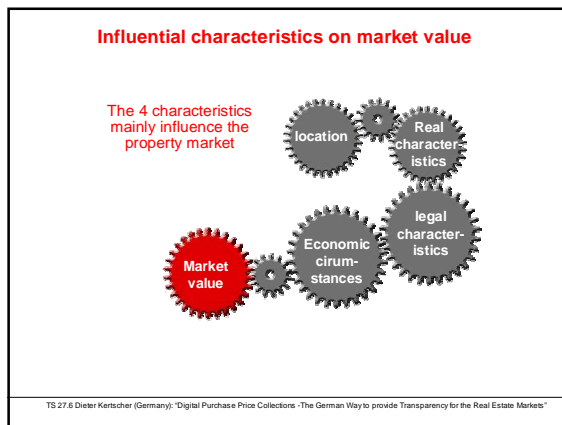 Influential characteristics on market value
The 4 characteristics
mainly influence the
property market
location
Real
character-
istics
legal
character-
istics
Economic
cirum-
stances
Market
value
TS 27.6 Dieter Kertscher (Germany): “Digital Purchase Price Collections -The German Way to provide Transparency for the Real Estate Markets”